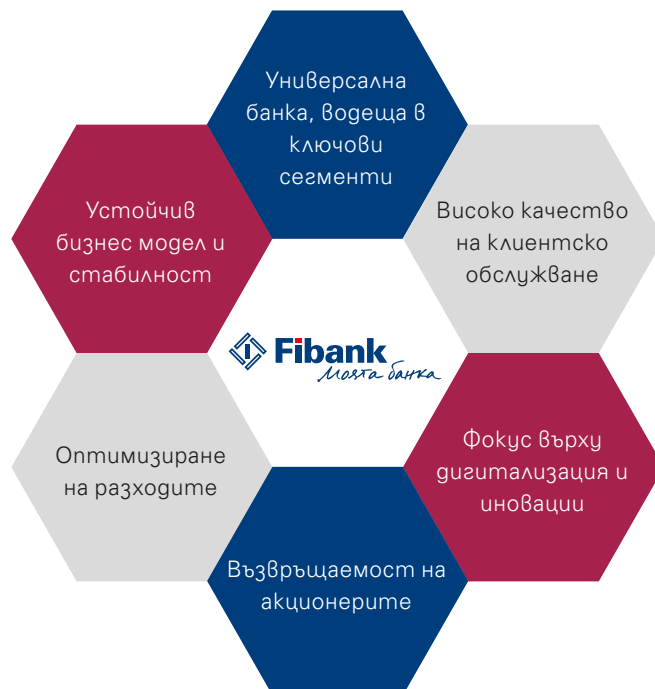 Универсална
банка, водеща в
ключови
сегменти
Високо качество
на клиентско
обслужване
Фокус върху
дигитализация и
иновации
Възвръщаемост на
акционерите
Оптимизиране
на разходите
Устойчив
бизнес модел и
стабилност
Fibank
Моята банка